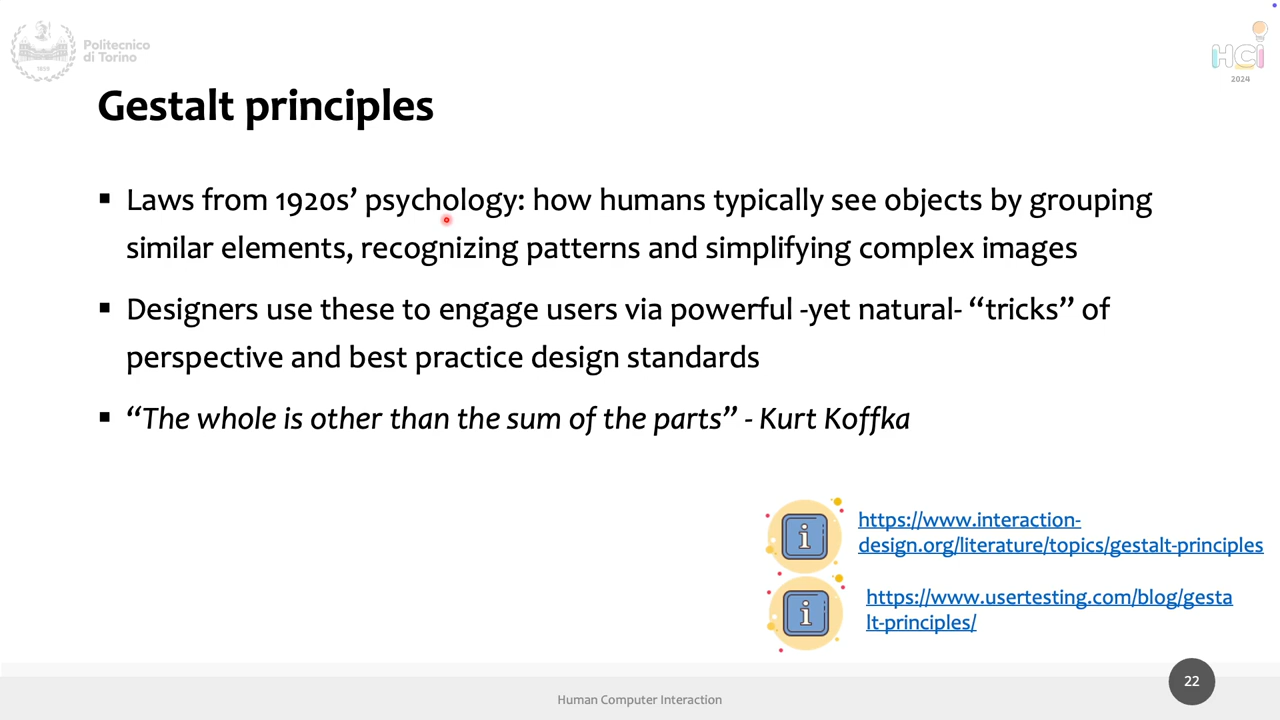 Politecnico
di Torino
1859
HCI
2024
Gestalt principles
▪ Laws from 1920s’ psychology: how humans typically see objects by grouping
similar elements, recognizing patterns and simplifying complex images
▪ Designers use these to engage users via powerful -yet natural- “tricks” of
perspective and best practice design standards
▪ “The whole is other than the sum of the parts” - Kurt Koffka
i
https://www.interaction-
design.org/literature/topics/gestalt-principles
i
https://www.usertesting.com/blog/gesta
lt-principles/
Human Computer Interaction
22